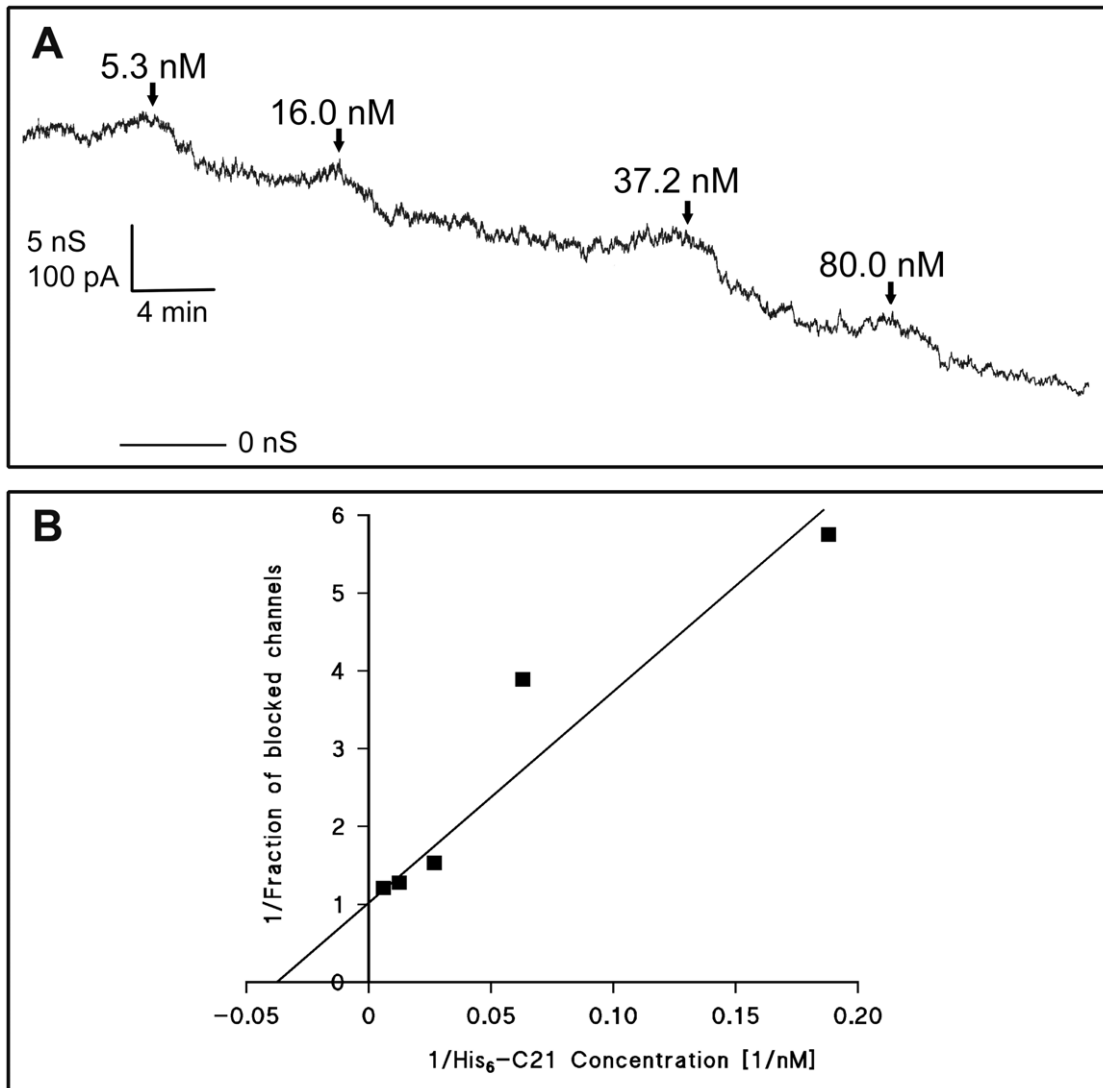 A
5.3 nM
16.0 nM
37.2 nM
80.0 nM
5 nS
100 pA
4 min
0 nS
B
1/Fraction of blocked channels
6
5
4
3
2
1
0
−0.05 0 0.05 0.10 0.15 0.20
1/His₆−C21 Concentration [1/nM]